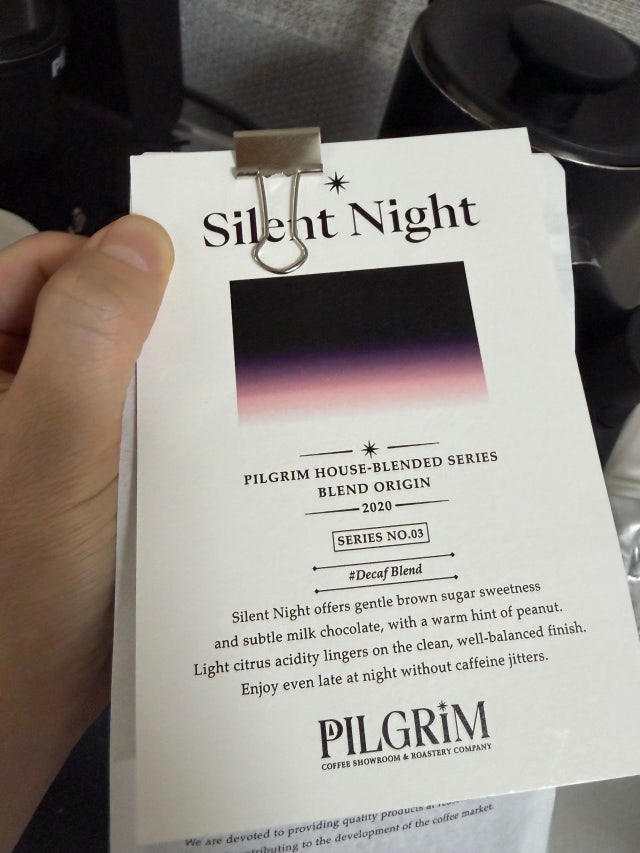 Silent Night
PILGRIM HOUSE-BLENDED SERIES
BLEND ORIGIN
2020
SERIES NO.03
#Decaf Blend
Silent Night offers gentle brown sugar sweetness
and subtle milk chocolate, with a warm hint of peanut.
Light citrus acidity lingers on the clean, well-balanced finish.
Enjoy even late at night without caffeine jitters.
PILGRIM
COFFEE SHOWROOM & ROASTERY COMPANY
We are devoted to providing quality products at
to the development of the coffee market.